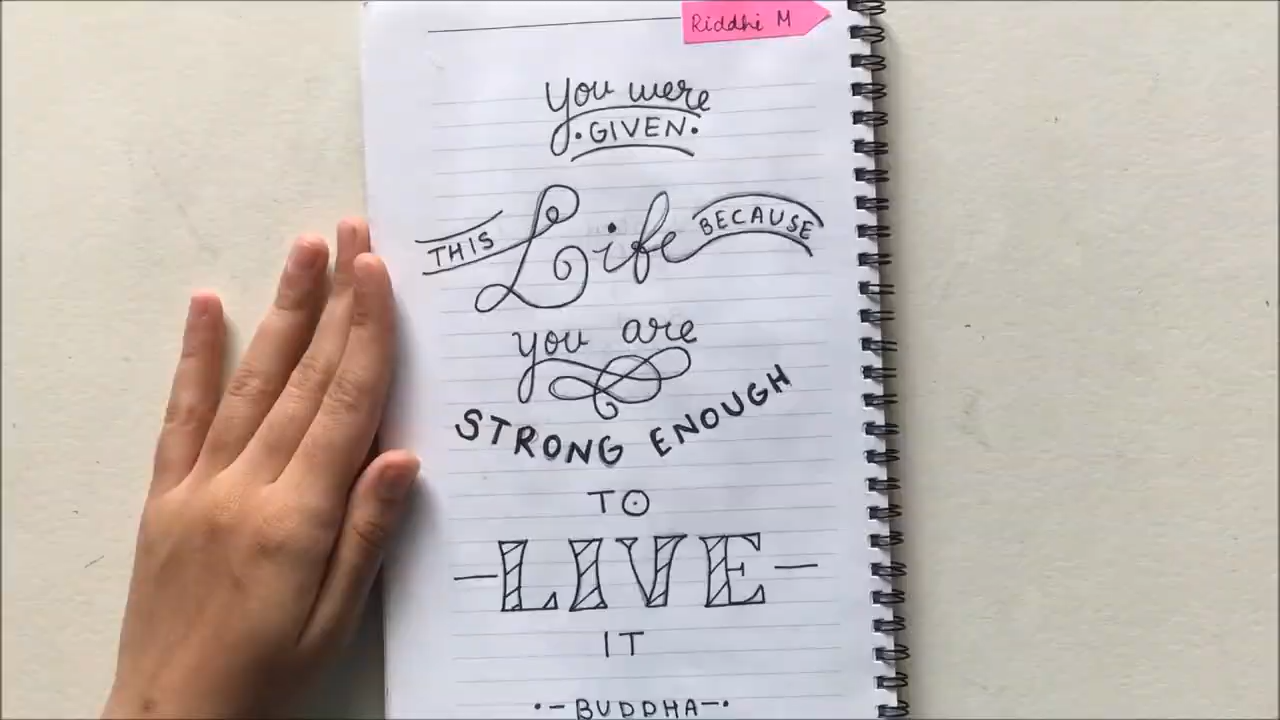 Riddhi M
You were
•GIVEN•
THIS Life BECAUSE
you are
STRONG ENOUGH
TO
–LIVE–
IT
•–BUDDHA–•